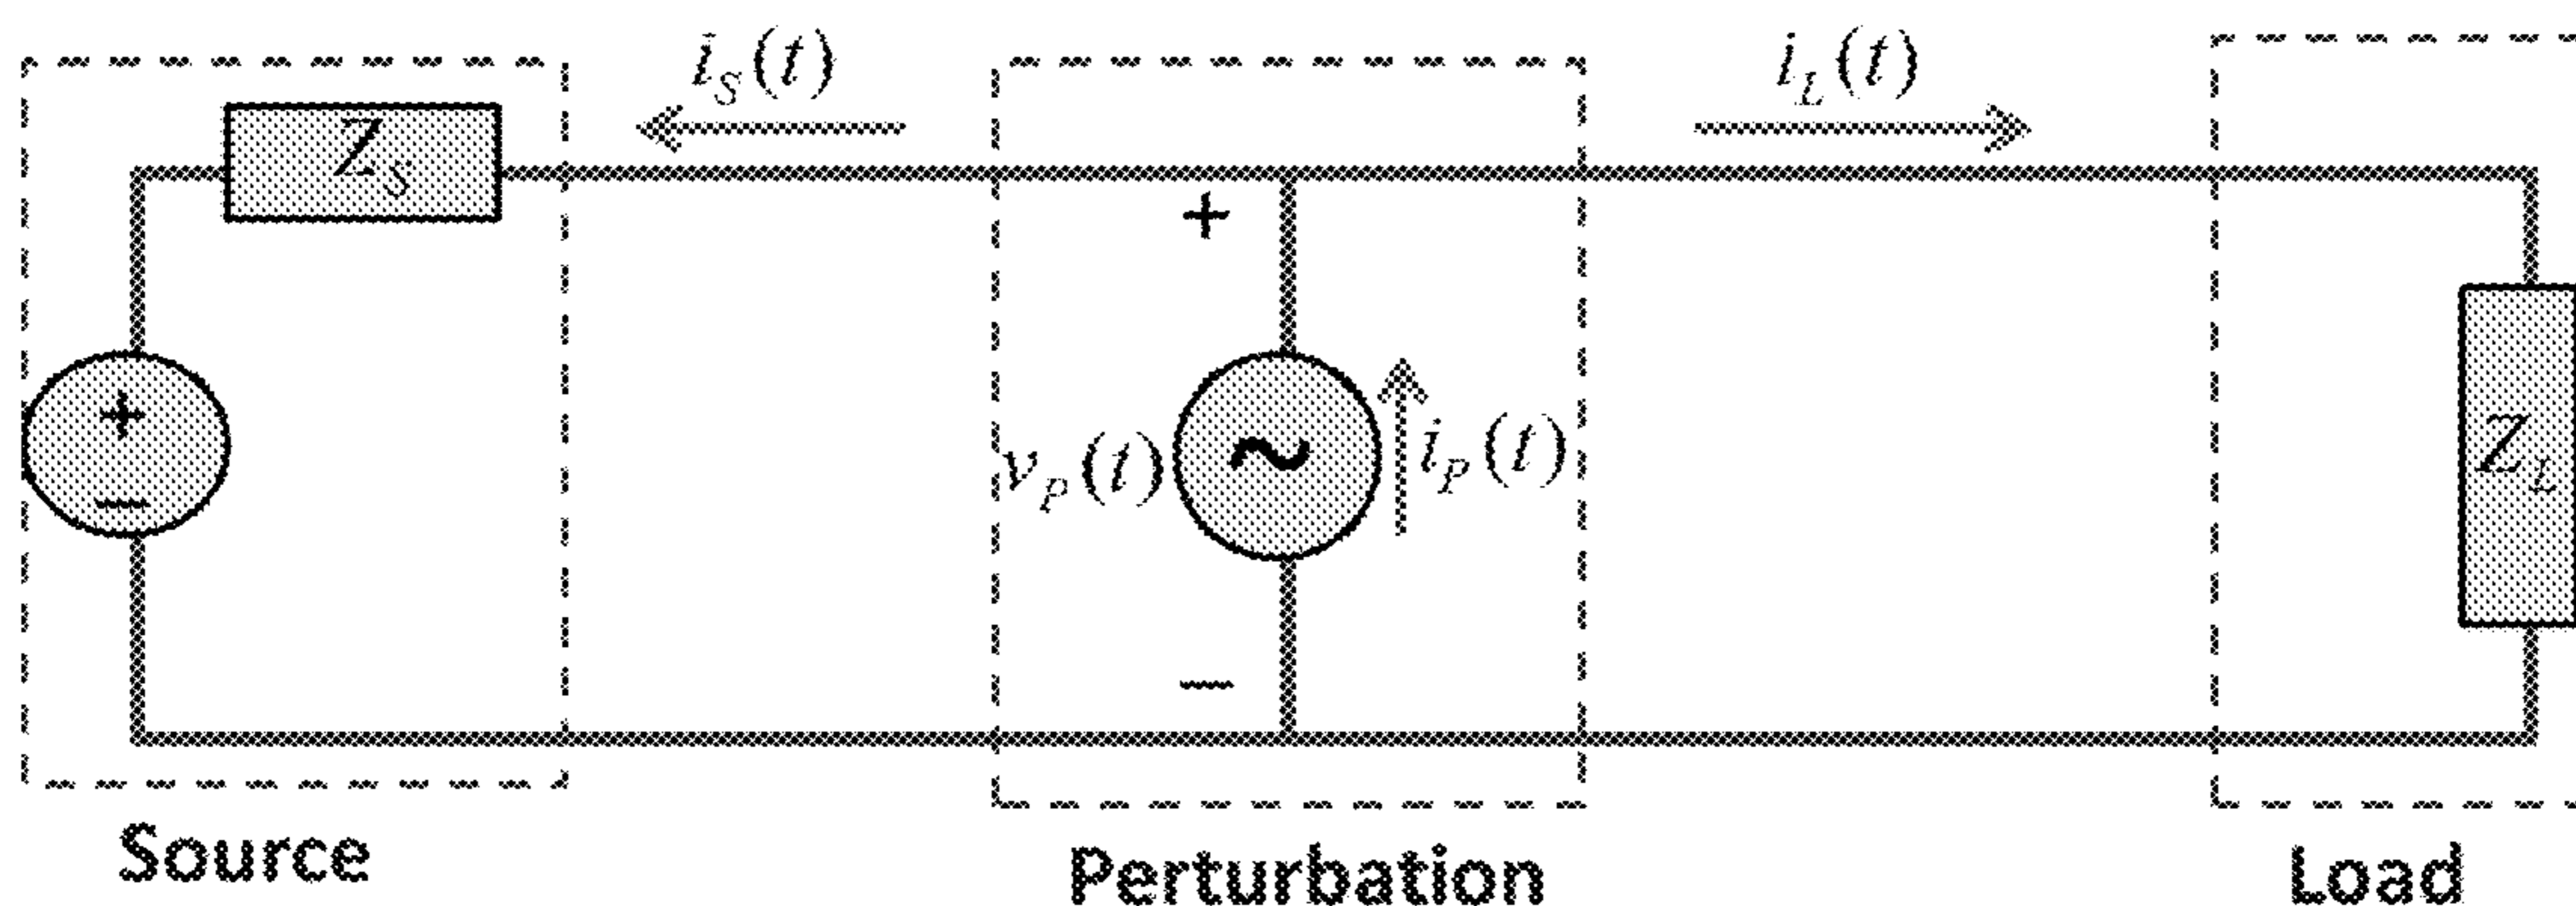 i_S(t)
i_L(t)
Z_S
+
+
−
~
v_P(t)
i_P(t)
−
Z_L
Source
Perturbation
Load